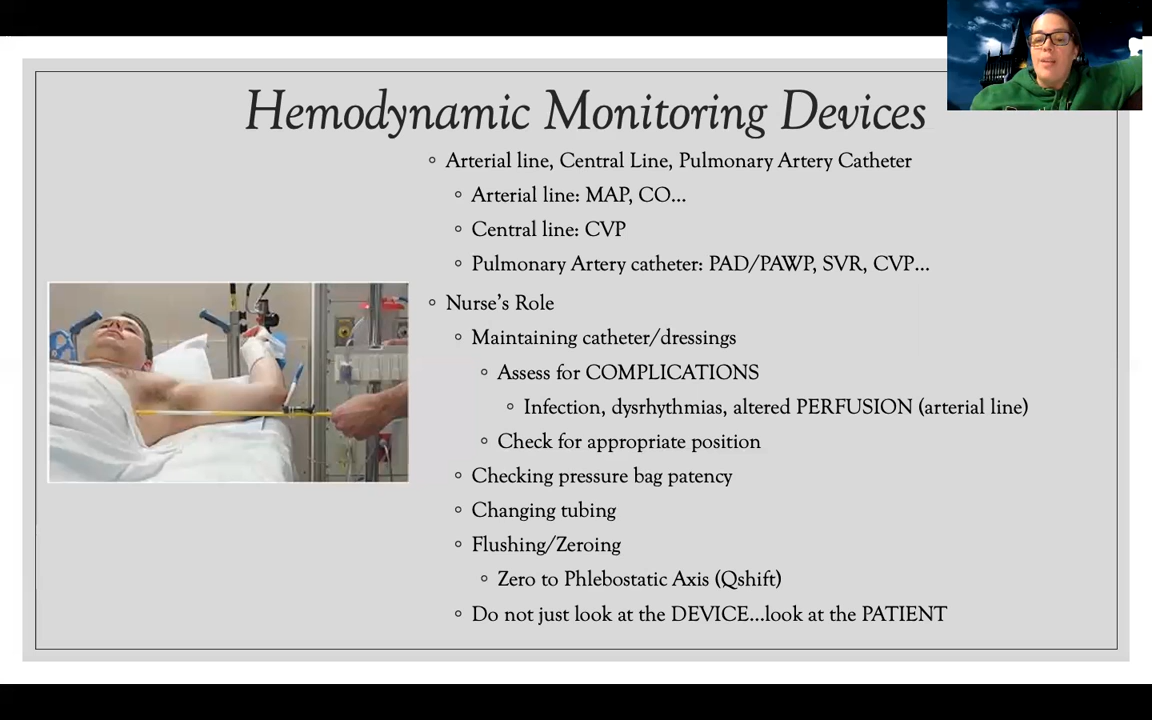 Hemodynamic Monitoring Devices
◦ Arterial line, Central Line, Pulmonary Artery Catheter
◦ Arterial line: MAP, CO…
◦ Central line: CVP
◦ Pulmonary Artery catheter: PAD/PAWP, SVR, CVP…
◦ Nurse’s Role
◦ Maintaining catheter/dressings
◦ Assess for COMPLICATIONS
◦ Infection, dysrhythmias, altered PERFUSION (arterial line)
◦ Check for appropriate position
◦ Checking pressure bag patency
◦ Changing tubing
◦ Flushing/Zeroing
◦ Zero to Phlebostatic Axis (Qshift)
◦ Do not just look at the DEVICE…look at the PATIENT